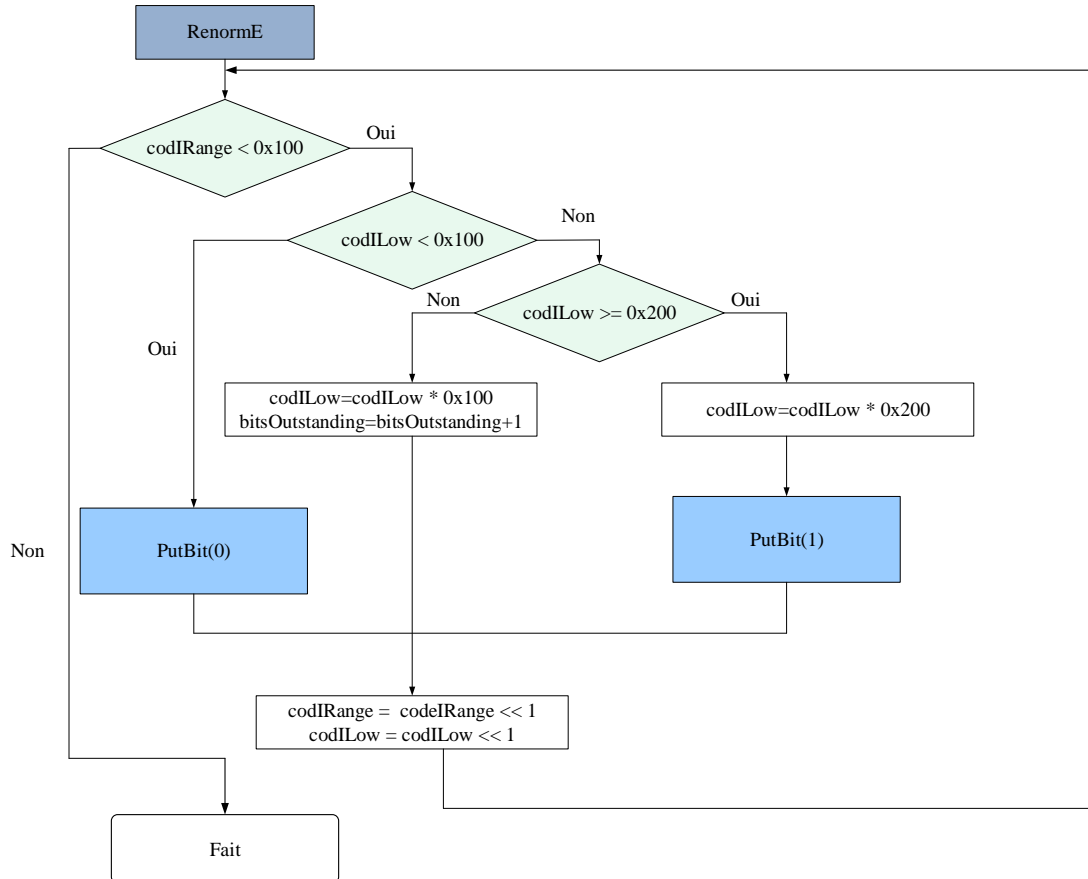 RenormE
Oui
codIRange < 0x100
Non
codILow < 0x100
Non
Oui
codILow >= 0x200
Oui
codILow=codILow * 0x100
bitsOutstanding=bitsOutstanding+1
codILow=codILow * 0x200
PutBit(0)
PutBit(1)
Non
codIRange =  codeIRange << 1
codILow = codILow << 1
Fait